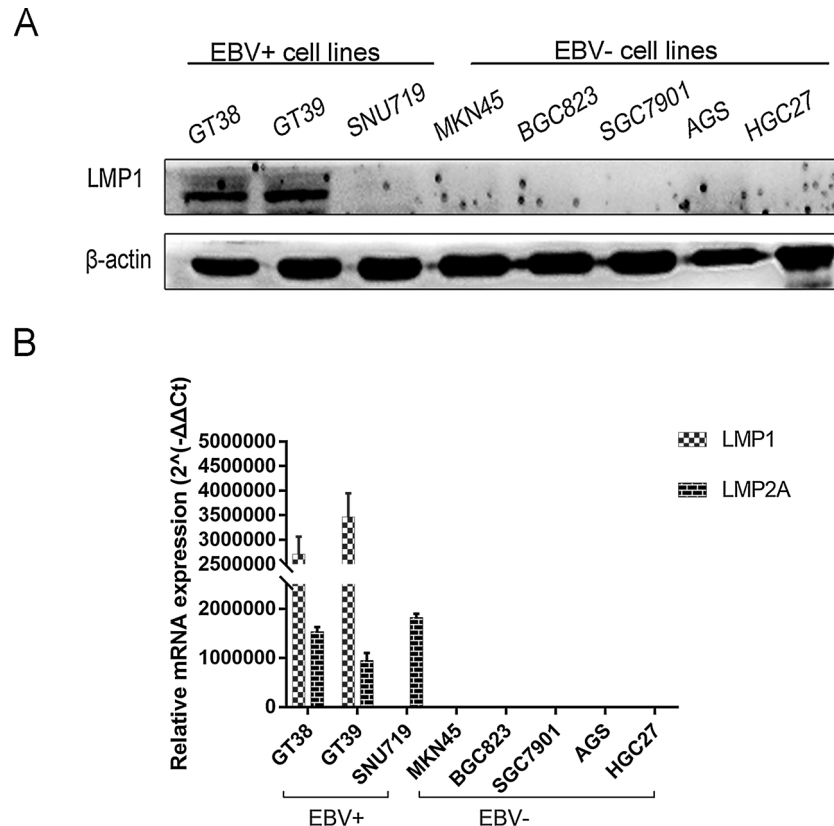 A
EBV+ cell lines
EBV- cell lines
GT38 GT39 SNU719 MKN45 BGC823 SGC7901 AGS HGC27
LMP1
β-actin
B
Relative mRNA expression (2^(-ΔΔCt)
5000000
4500000
4000000
3500000
3000000
2500000
2000000
1000000
0
LMP1
LMP2A
GT38 GT39 SNU719 MKN45 BGC823 SGC7901 AGS HGC27
EBV+
EBV-